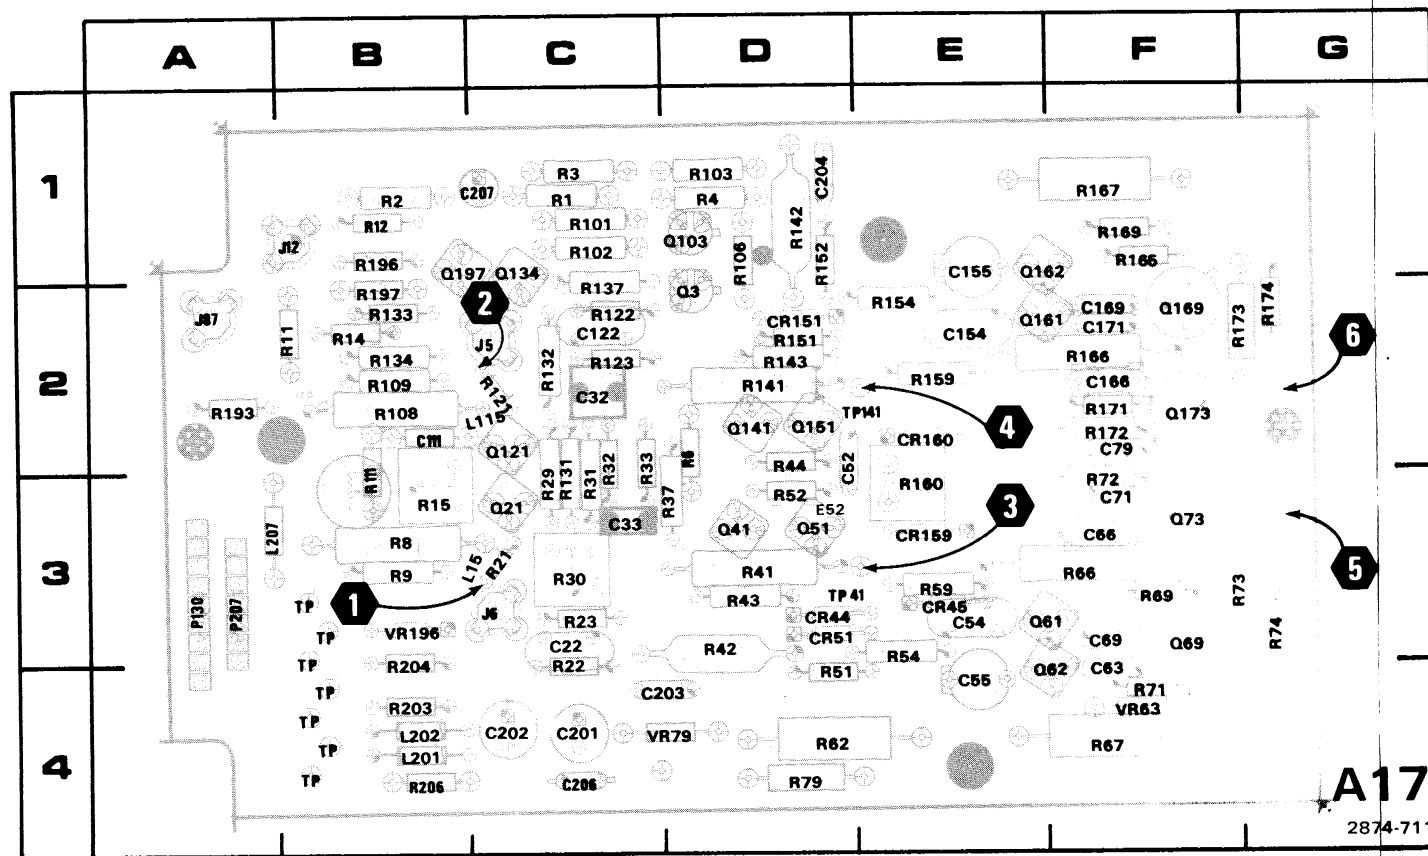 A B C D E F G
1
R3 R103 C204
C207 R167
R2 R1 R4
R12 R101 R142 R169
J12 Q103
R102 R106 R152 R165
R196 Q197 Q134 C155 Q162
R137 Q3
R197 2 R154 C169 Q169 R174
J87 R133 R122 CR151 Q161 C171 R173
R11 R14 C122 R151 C154 6
J5 R132
R134 R123 R143 R166
2
R109 R141 R159 C166
R121 C32
R193 R108 L115 TP141 R171 Q173
Q141 Q151 4
C111 Q121 CR160 R172
C79
R111 R29 R131 R31 R32 R33 R6 R44 C52
R15 R37 R52 R160 R72
C71
Q21 E52 3
C33 Q41 Q51 Q73
L207 R8 CR159 C66
3
R9 L15 R21 R30 R41 R66 5
R59 R73
P130 P207 TP 1 J6 R43 TP41 CR45 R69
R23 CR44 C54 Q61
TP VR196 CR51 R74
C22 R42 C69 Q69
TP R204 R22 R54
R51 Q62 C63
TP C203 C55 R71
R203 VR63
TP L202 C202 C201 VR79 R62 R67
TP L201
4
TP R206 C206 R79 A17
2874-711